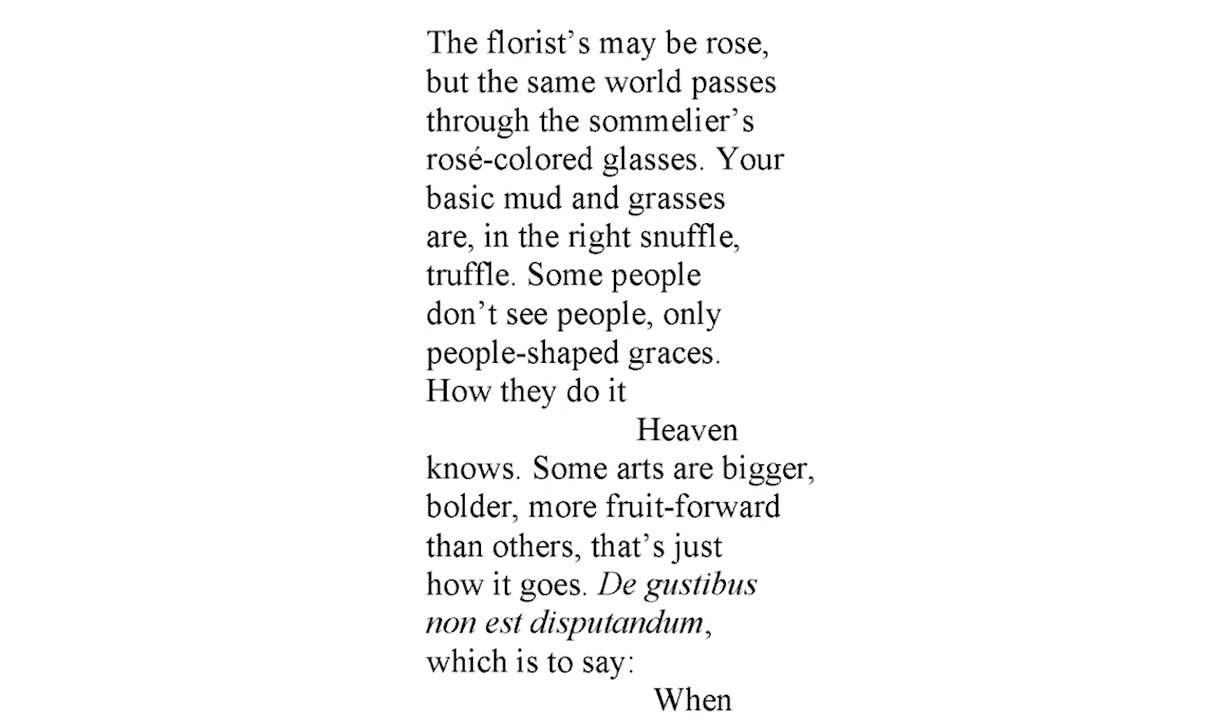 The florist’s may be rose,
but the same world passes
through the sommelier’s
rosé-colored glasses. Your
basic mud and grasses
are, in the right snuffle,
truffle. Some people
don’t see people, only
people-shaped graces.
How they do it
Heaven
knows. Some arts are bigger,
bolder, more fruit-forward
than others, that’s just
how it goes. De gustibus
non est disputandum,
which is to say:
When